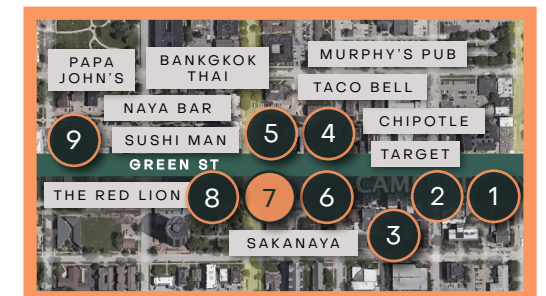 PAPA
JOHN'S
BANKGKOK
THAI
MURPHY'S PUB
TACO BELL
NAYA BAR
CHIPOTLE
SUSHI MAN
TARGET
9
5
4
GREEN ST
THE RED LION
8
7
6
2
1
3
SAKANAYA